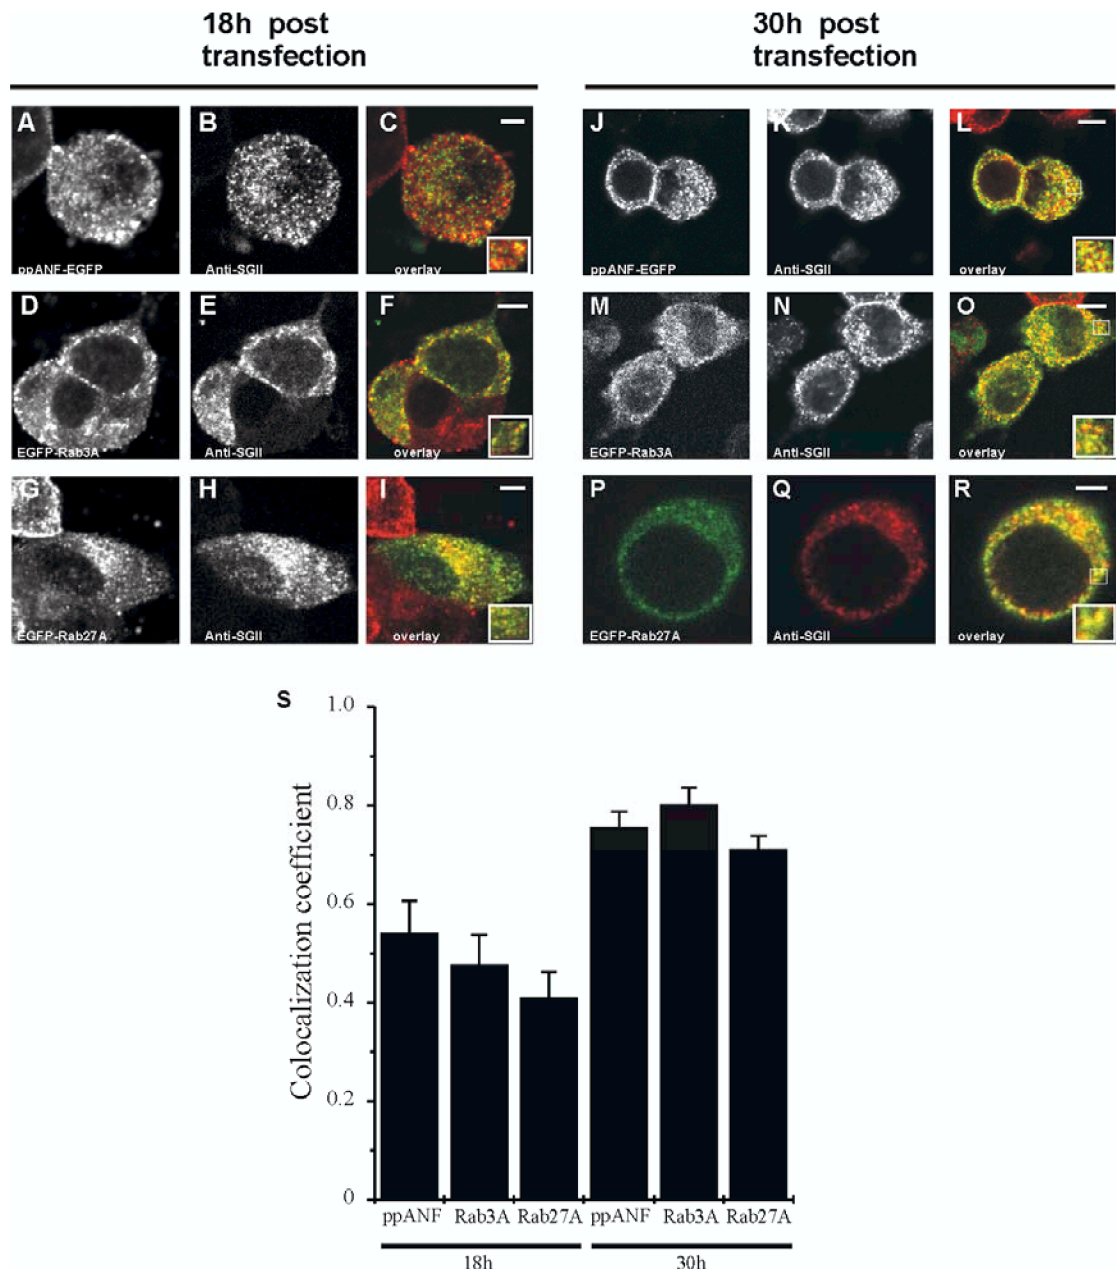 18h post
transfection
30h post
transfection
A
B
C
ppANF-EGFP
Anti-SGII
overlay
D
E
F
EGFP-Rab3A
Anti-SGII
overlay
G
H
I
EGFP-Rab27A
Anti-SGII
overlay
J
K
L
ppANF-EGFP
Anti-SGII
overlay
M
N
O
EGFP-Rab3A
Anti-SGII
overlay
P
Q
R
EGFP-Rab27A
Anti-SGII
overlay
S
Colocalization coefficient
1.0
0.8
0.6
0.4
0.2
0
ppANF Rab3A Rab27A ppANF Rab3A Rab27A
18h 30h